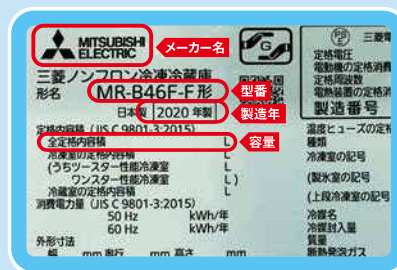 MITSUBISHI
ELECTRIC
メーカー名
G
PS
E
三菱電
三菱ノンフロン冷凍冷蔵庫
形名 MR-B46F-F形
型番
日本製 2020 年製
製造年
定格内容積 (JIS C 9801-3:2015)
全定格内容積 L
容量
冷凍室の定格内容積 L
(うちツースター性能冷凍室 L
ワンスター性能冷凍室 L)
冷蔵室の定格内容積 L
消費電力量 (JIS C 9801-3:2015)
50 Hz kWh/年
60 Hz kWh/年
外形寸法
幅 mm 奥行 mm 高さ mm
定格電圧
電動機の定格消費
定格周波数
電熱装置の定格消
製造番号
温度ヒューズの定格
種類
冷凍室の記号
(製氷室の記号
(上段冷凍室の記号
冷媒名
冷媒封入量
質量
断熱発泡ガス